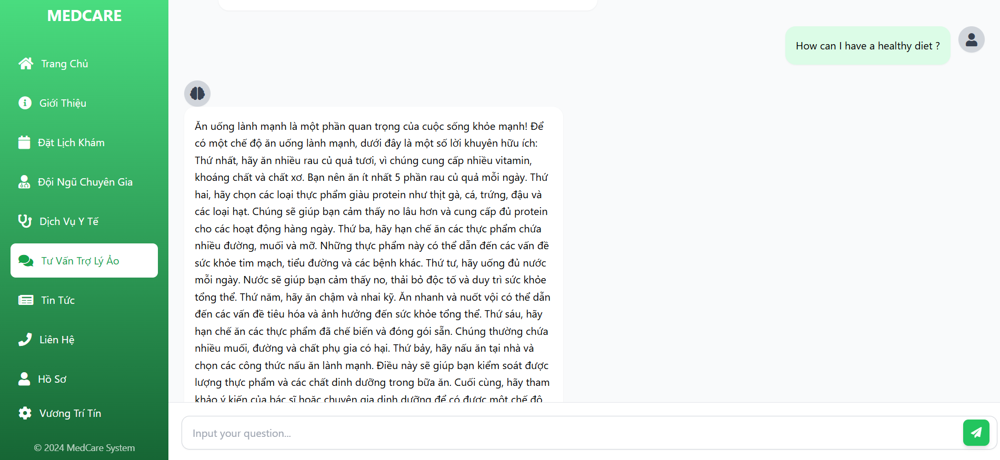 MEDCARE
Trang Chủ
Giới Thiệu
Đặt Lịch Khám
Đội Ngũ Chuyên Gia
Dịch Vụ Y Tế
Tư Vấn Trợ Lý Ảo
Tin Tức
Liên Hệ
Hồ Sơ
Vương Trí Tín
© 2024 MedCare System
How can I have a healthy diet ?
Ăn uống lành mạnh là một phần quan trọng của cuộc sống khỏe mạnh! Để
có một chế độ ăn uống lành mạnh, dưới đây là một số lời khuyên hữu ích:
Thứ nhất, hãy ăn nhiều rau củ quả tươi, vì chúng cung cấp nhiều vitamin,
khoáng chất và chất xơ. Bạn nên ăn ít nhất 5 phần rau củ quả mỗi ngày. Thứ
hai, hãy chọn các loại thực phẩm giàu protein như thịt gà, cá, trứng, đậu và
các loại hạt. Chúng sẽ giúp bạn cảm thấy no lâu hơn và cung cấp đủ protein
cho các hoạt động hàng ngày. Thứ ba, hãy hạn chế ăn các thực phẩm chứa
nhiều đường, muối và mỡ. Những thực phẩm này có thể dẫn đến các vấn đề
sức khỏe tim mạch, tiểu đường và các bệnh khác. Thứ tư, hãy uống đủ nước
mỗi ngày. Nước sẽ giúp bạn cảm thấy no, thải bỏ độc tố và duy trì sức khỏe
tổng thể. Thứ năm, hãy ăn chậm và nhai kỹ. Ăn nhanh và nuốt vội có thể dẫn
đến các vấn đề tiêu hóa và ảnh hưởng đến sức khỏe tổng thể. Thứ sáu, hãy
hạn chế ăn các thực phẩm đã chế biến và đóng gói sẵn. Chúng thường chứa
nhiều muối, đường và chất phụ gia có hại. Thứ bảy, hãy nấu ăn tại nhà và
chọn các công thức nấu ăn lành mạnh. Điều này sẽ giúp bạn kiểm soát được
lượng thực phẩm và các chất dinh dưỡng trong bữa ăn. Cuối cùng, hãy tham
khảo ý kiến của bác sĩ hoặc chuyên gia dinh dưỡng để có được một chế độ
Input your question...